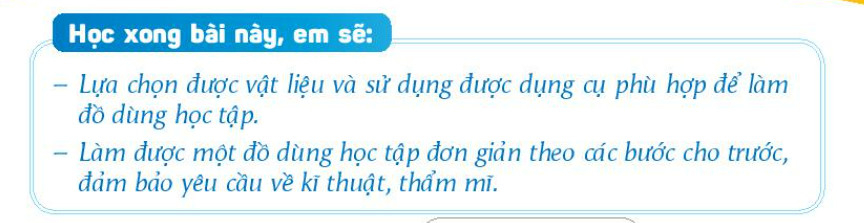 Học xong bài này, em sẽ:
– Lựa chọn được vật liệu và sử dụng được dụng cụ phù hợp để làm
đồ dùng học tập.
– Làm được một đồ dùng học tập đơn giản theo các bước cho trước,
đảm bảo yêu cầu về kĩ thuật, thẩm mĩ.